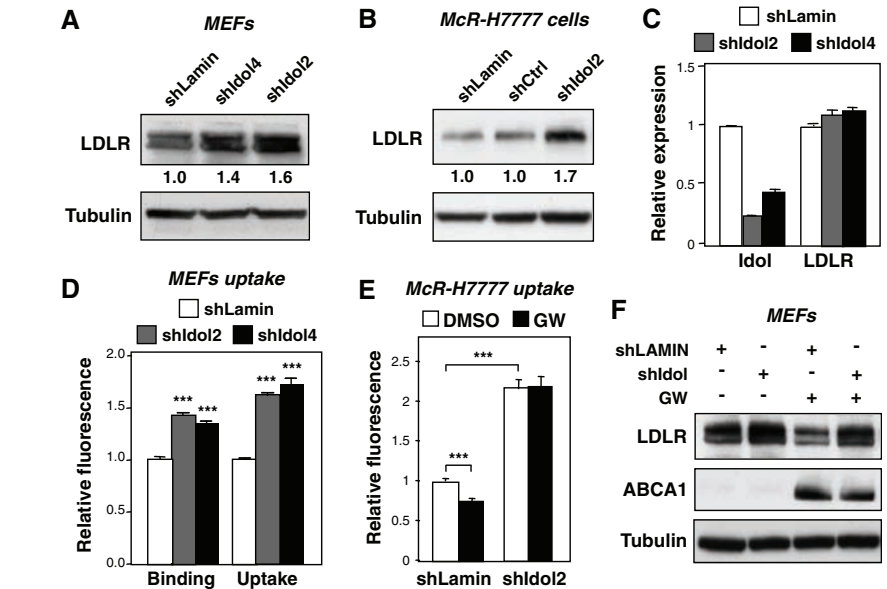 A
MEFs
shLamin
shIdol4
shIdol2
LDLR
1.0 1.4 1.6
Tubulin
B
McR-H7777 cells
shLamin
shCtrl
shIdol2
LDLR
1.0 1.0 1.7
Tubulin
C
shLamin
shIdol2 shIdol4
Relative expression
1.5
1
0.5
0
Idol LDLR
D
MEFs uptake
shLamin
shIdol2 shIdol4
Relative fluorescence
2.0
1.5
1.0
0.5
0.0
*** *** *** ***
Binding Uptake
E
McR-H7777 uptake
DMSO GW
Relative fluorescence
2.5
2
1.5
1
0.5
0
***
***
shLamin shIdol2
F
MEFs
shLAMIN + - + -
shIdol - + - +
GW - - + +
LDLR
ABCA1
Tubulin